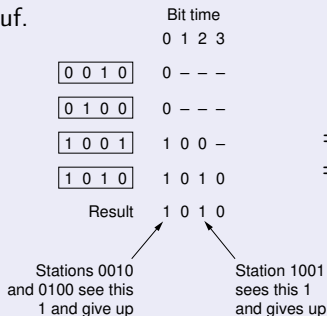 uf.
Bit time
0 1 2 3
0 0 1 0 0 – – –
0 1 0 0 0 – – –
1 0 0 1 1 0 0 –
1 0 1 0 1 0 1 0
Result 1 0 1 0
Stations 0010
and 0100 see this
1 and give up
Station 1001
sees this 1
and gives up